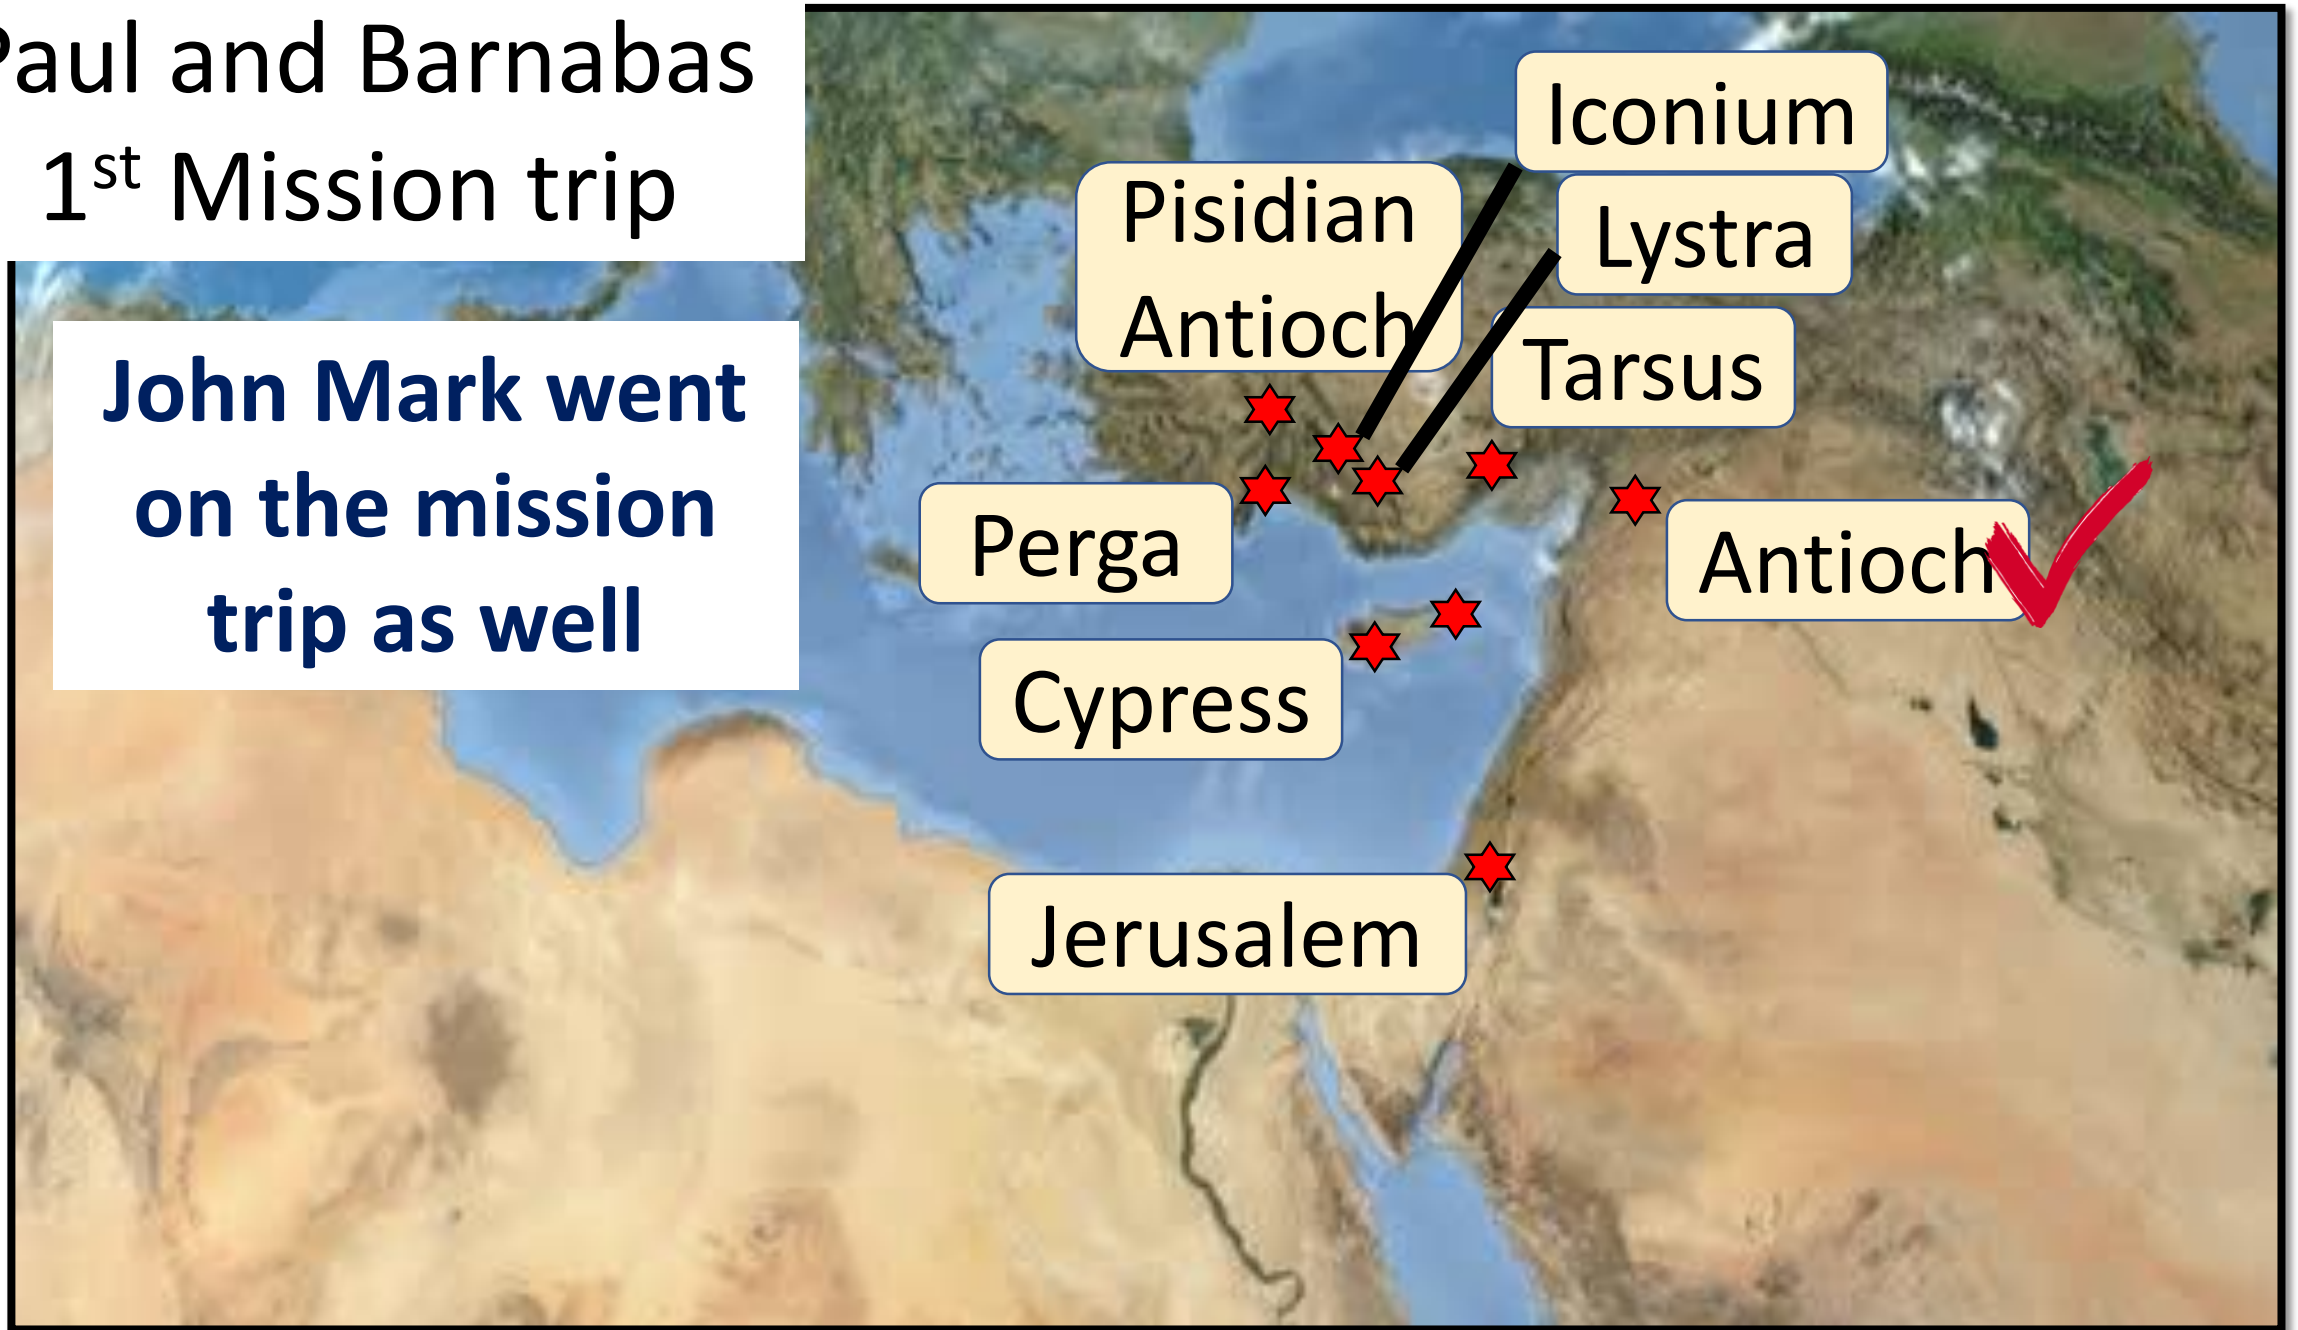 Paul and Barnabas
1st Mission trip
John Mark went
on the mission
trip as well
Iconium
Pisidian
Antioch
Lystra
Tarsus
Perga
Antioch
Cypress
Jerusalem